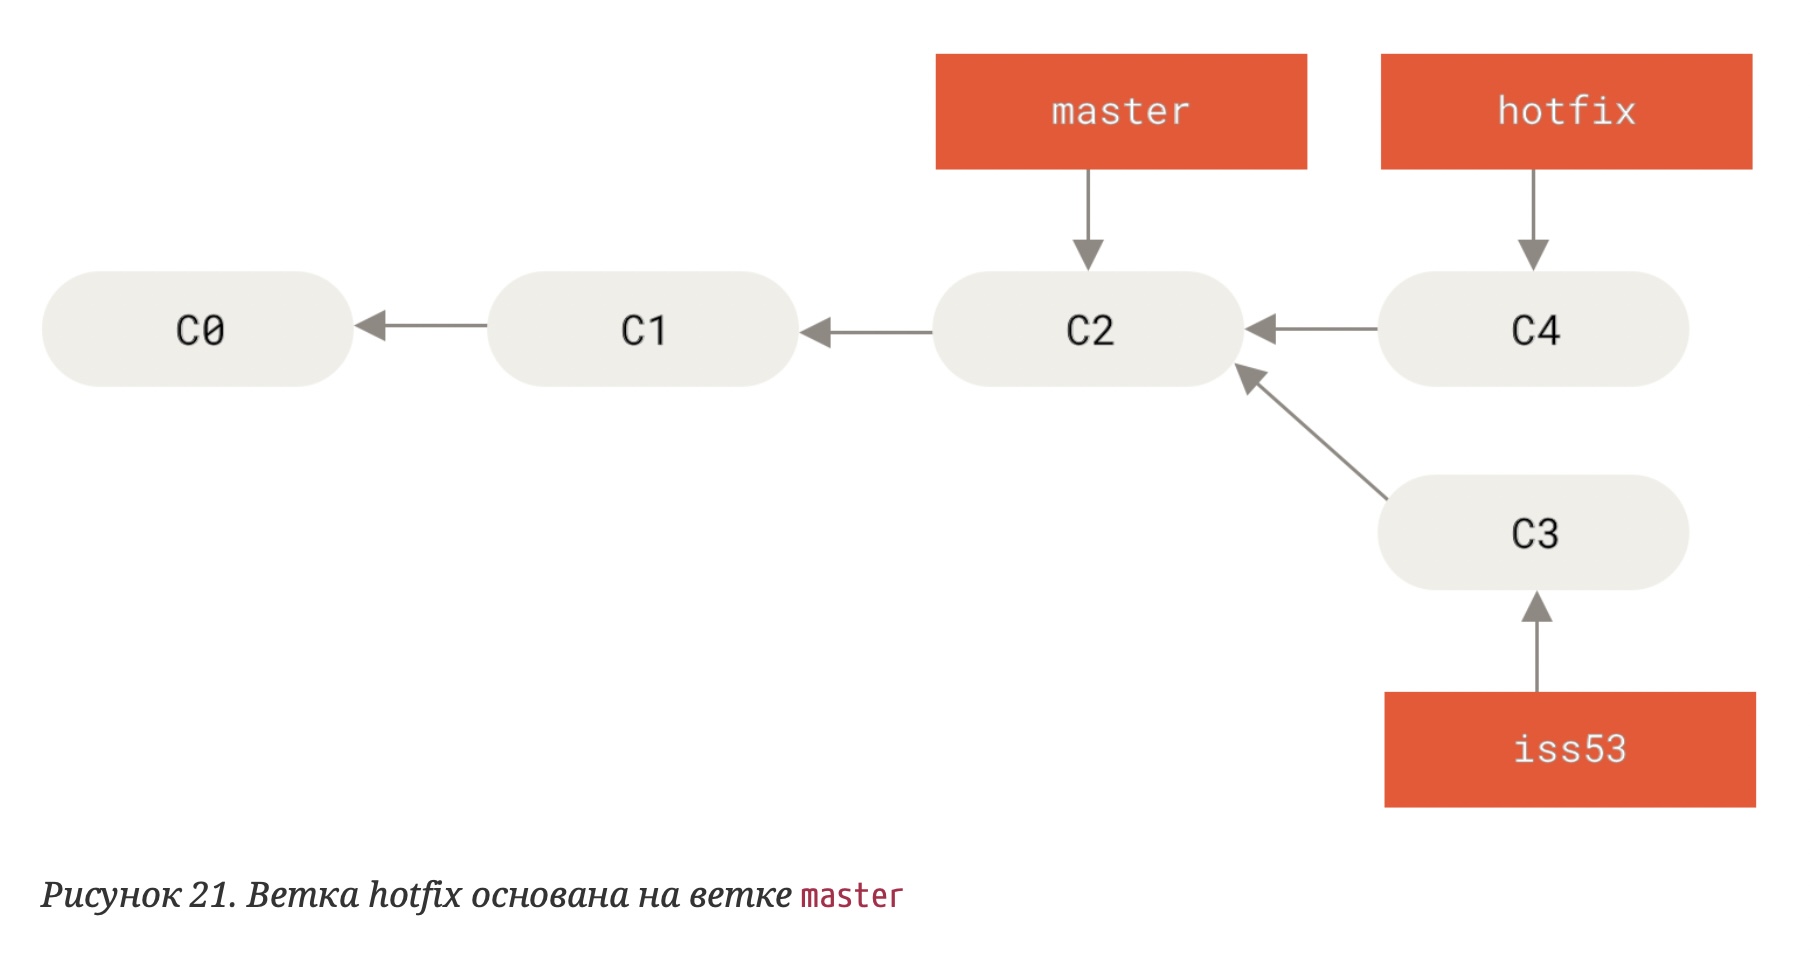 master
hotfix
C0
C1
C2
C4
C3
iss53
Рисунок 21. Ветка hotfix основана на ветке master